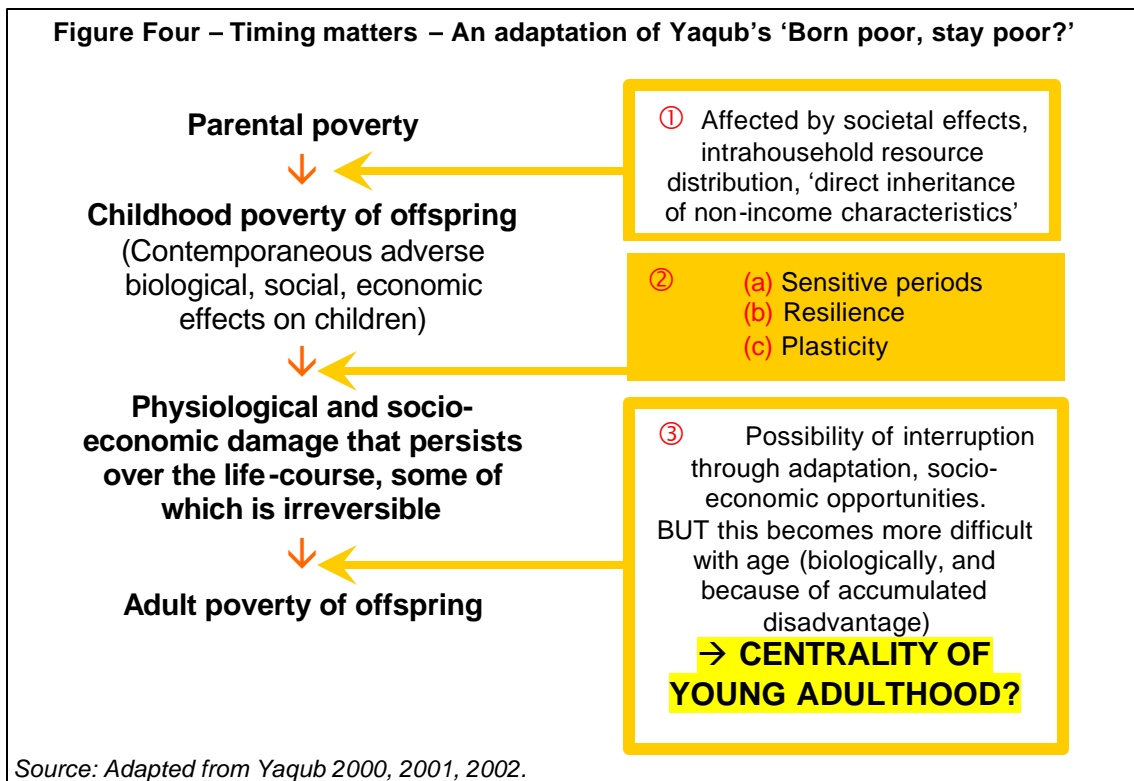 Figure Four – Timing matters – An adaptation of Yaqub's 'Born poor, stay poor?'
Parental poverty
↓
Childhood poverty of offspring
(Contemporaneous adverse
biological, social, economic
effects on children)
↓
Physiological and socio-
economic damage that persists
over the life-course, some of
which is irreversible
↓
Adult poverty of offspring
① Affected by societal effects,
intrahousehold resource
distribution, 'direct inheritance
of non-income characteristics'
② (a) Sensitive periods
(b) Resilience
(c) Plasticity
③ Possibility of interruption
through adaptation, socio-
economic opportunities.
BUT this becomes more difficult
with age (biologically, and
because of accumulated
disadvantage)
→ CENTRALITY OF
YOUNG ADULTHOOD?
Source: Adapted from Yaqub 2000, 2001, 2002.